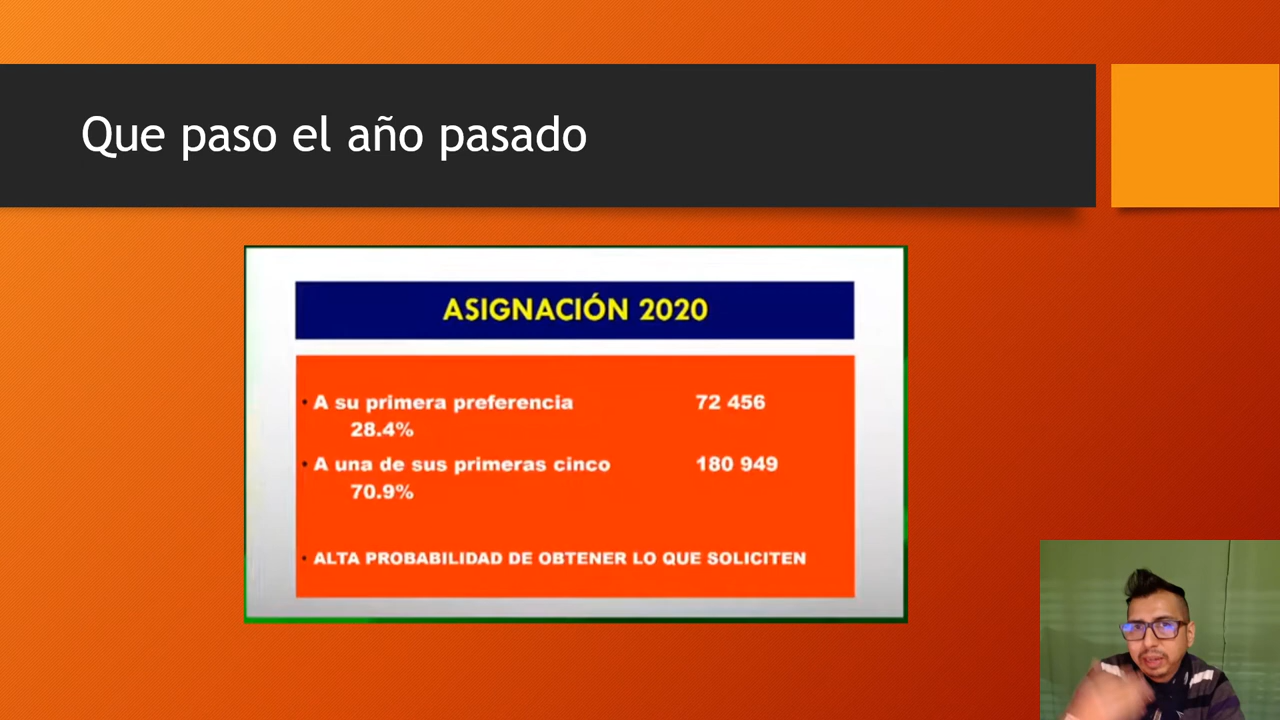 Que paso el año pasado
ASIGNACIÓN 2020
• A su primera preferencia 72 456
28.4%
• A una de sus primeras cinco 180 949
70.9%
• ALTA PROBABILIDAD DE OBTENER LO QUE SOLICITEN